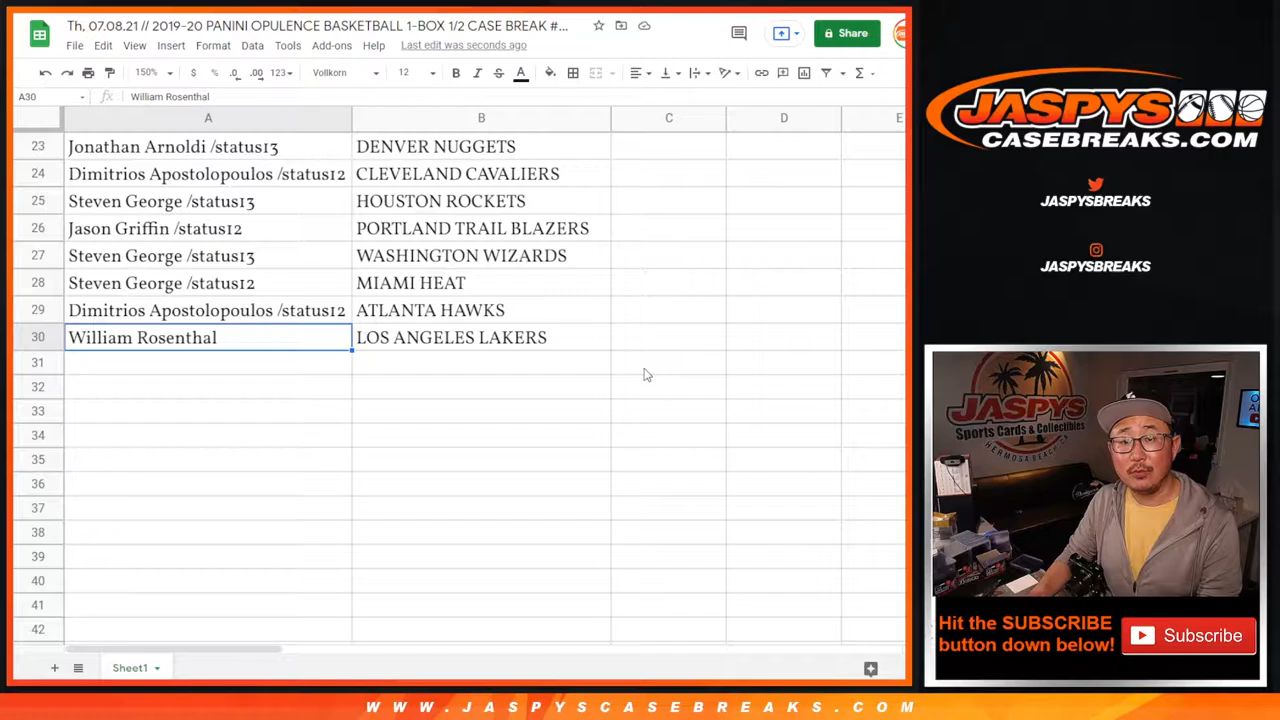 Th, 07.08.21 // 2019-20 PANINI OPULENCE BASKETBALL 1-BOX 1/2 CASE BREAK #...
File Edit View Insert Format Data Tools Add-ons Help Last edit was seconds ago
Share
150% $ % .0 .00 123 Vollkorn 12 B I S A
A30 fx William Rosenthal
A B C D E
23 Jonathan Arnoldi /status13 DENVER NUGGETS
24 Dimitrios Apostolopoulos /status12 CLEVELAND CAVALIERS
25 Steven George /status13 HOUSTON ROCKETS
26 Jason Griffin /status12 PORTLAND TRAIL BLAZERS
27 Steven George /status13 WASHINGTON WIZARDS
28 Steven George /status12 MIAMI HEAT
29 Dimitrios Apostolopoulos /status12 ATLANTA HAWKS
30 William Rosenthal LOS ANGELES LAKERS
31
32
33
34
35
36
37
38
39
40
41
42
Sheet1
JASPYS
CASEBREAKS.COM
JASPYSBREAKS
JASPYSBREAKS
JASPYS
Sports Cards & Collectibles
HERMOSA BEACH, CA
Hit the SUBSCRIBE
button down below!
Subscribe
WWW.JASPYSCASEBREAKS.COM